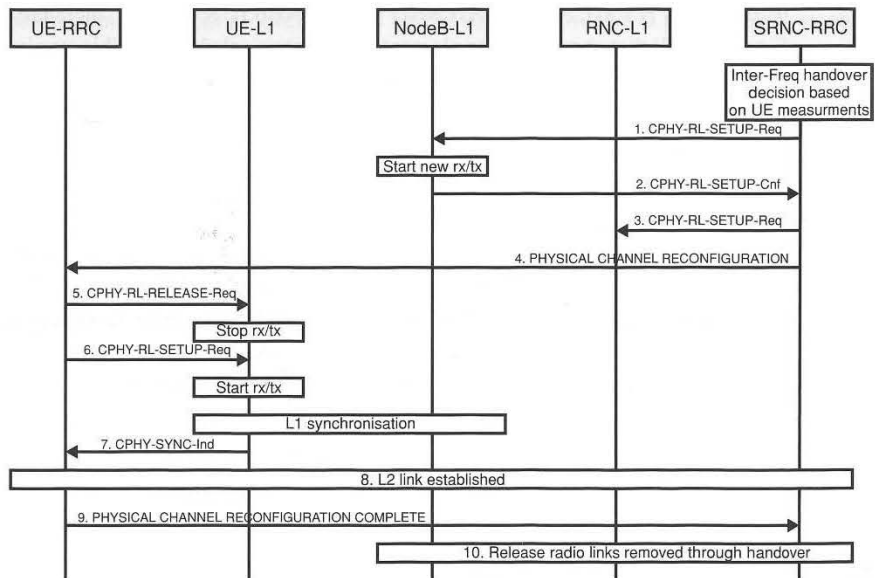 UE-RRC
UE-L1
NodeB-L1
RNC-L1
SRNC-RRC
Inter-Freq handover
decision based
on UE measurments
1. CPHY-RL-SETUP-Req
Start new rx/tx
2. CPHY-RL-SETUP-Cnf
3. CPHY-RL-SETUP-Req
4. PHYSICAL CHANNEL RECONFIGURATION
5. CPHY-RL-RELEASE-Req
Stop rx/tx
6. CPHY-RL-SETUP-Req
Start rx/tx
L1 synchronisation
7. CPHY-SYNC-Ind
8. L2 link established
9. PHYSICAL CHANNEL RECONFIGURATION COMPLETE
10. Release radio links removed through handover